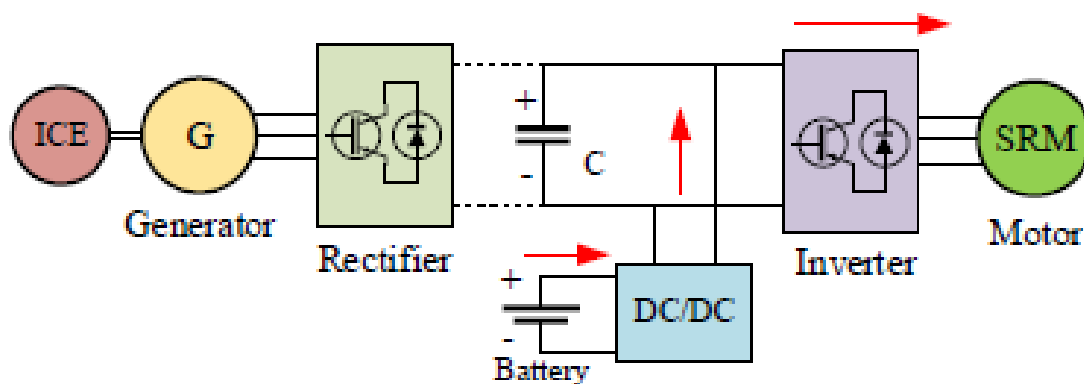 ICE
G
Generator
Rectifier
+
-
C
+
-
Battery
DC/DC
Inverter
SRM
Motor